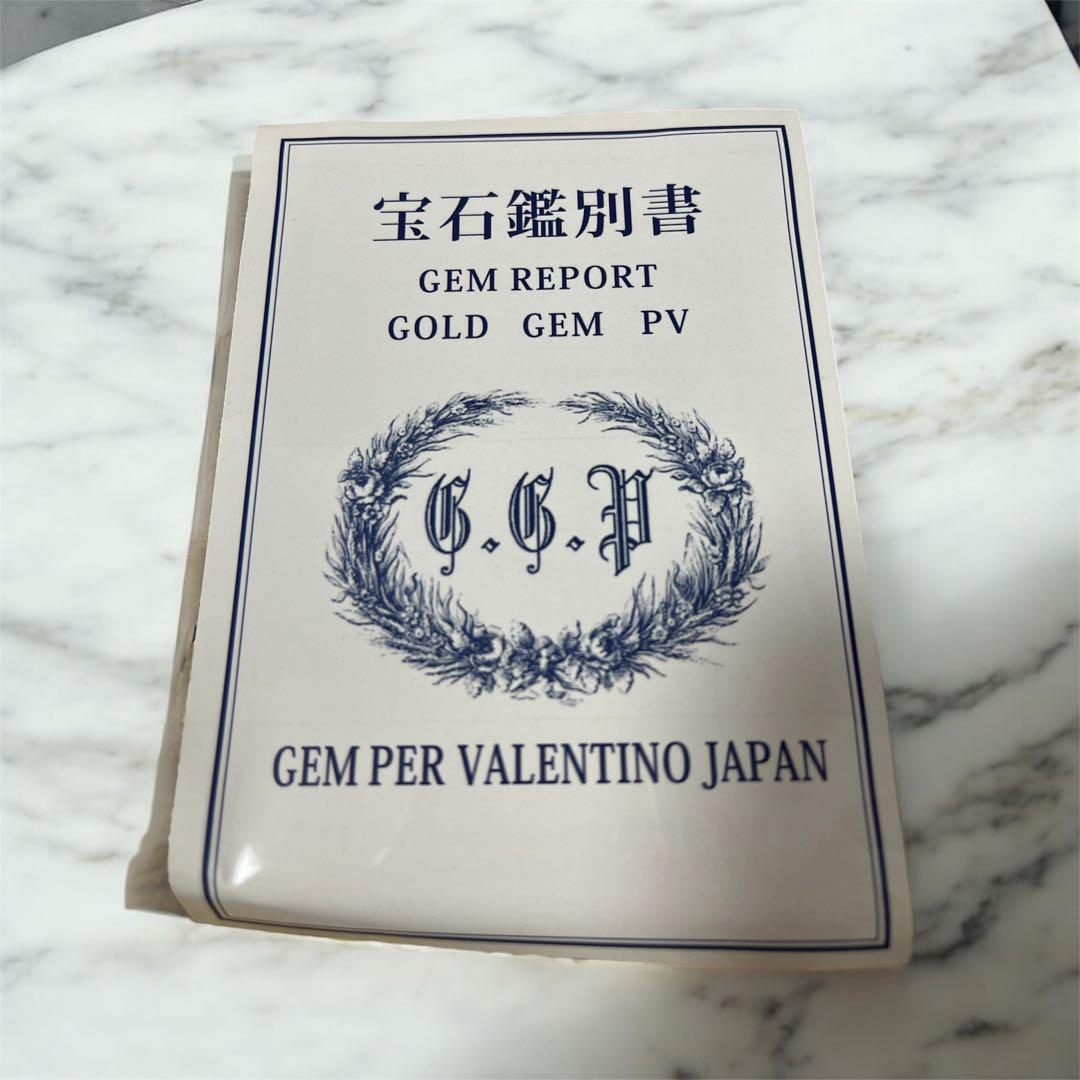 宝石鑑別書
GEM REPORT
GOLD GEM PV
G.G.P
GEM PER VALENTINO JAPAN